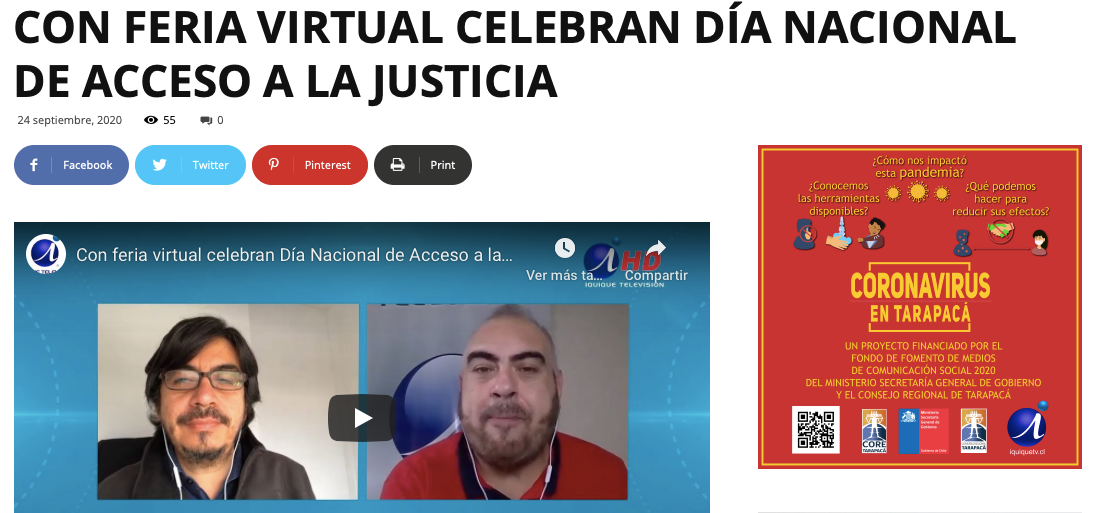 CON FERIA VIRTUAL CELEBRAN DÍA NACIONAL
DE ACCESO A LA JUSTICIA
24 septiembre, 2020 55 0
Facebook Twitter Pinterest Print
Con feria virtual celebran Día Nacional de Acceso a la...
Ver más ta... Compartir
HD
IQUIQUE TELEVISIÓN
¿Cómo nos impactó
esta pandemia?
¿Conocemos
las herramientas
disponibles?
¿Qué podemos
hacer para
reducir sus efectos?
CORONAVIRUS
EN TARAPACÁ
UN PROYECTO FINANCIADO POR EL
FONDO DE FOMENTO DE MEDIOS
DE COMUNICACIÓN SOCIAL 2020
DEL MINISTERIO SECRETARÍA GENERAL DE GOBIERNO
Y EL CONSEJO REGIONAL DE TARAPACÁ
CORE
TARAPACÁ
Ministerio
Secretaría
General de
Gobierno
Gobierno de Chile
TARAPACÁ
iquiquetv.cl